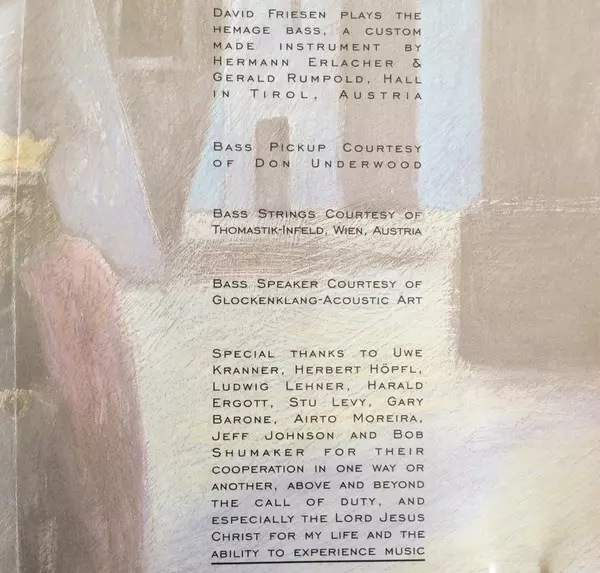 David Friesen plays the
Hemage Bass, a custom
made instrument by
Hermann Erlacher &
Gerald Rumpold, Hall
in Tirol, Austria
Bass Pickup Courtesy
of Don Underwood
Bass Strings Courtesy of
Thomastik-Infeld, Wien, Austria
Bass Speaker Courtesy of
Glockenklang-Acoustic Art
Special thanks to Uwe
Kranner, Herbert Höpfl,
Ludwig Lehner, Harald
Ergott, Stu Levy, Gary
Barone, Airto Moreira,
Jeff Johnson and Bob
Shumaker for their
cooperation in one way or
another, above and beyond
the call of duty, and
especially the Lord Jesus
Christ for my life and the
ability to experience music